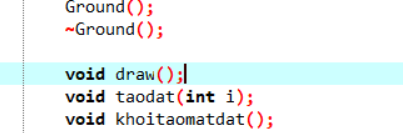 Ground();
~Ground();
void draw();
void taodat(int i);
void khoitaomatdat();